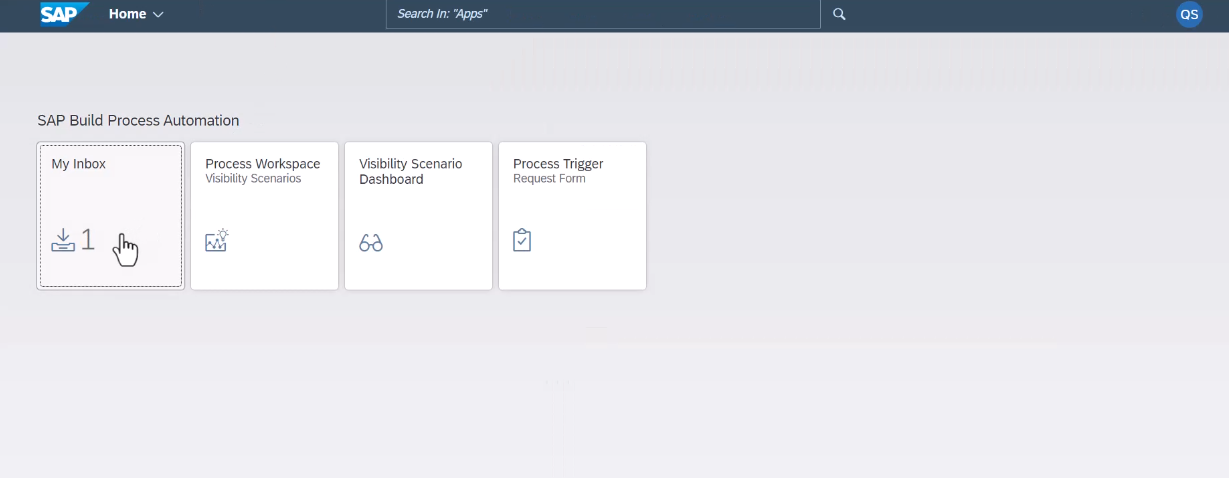 SAP Home Search In: "Apps" QS
SAP Build Process Automation
My Inbox
1
Process Workspace
Visibility Scenarios
Visibility Scenario
Dashboard
Process Trigger
Request Form